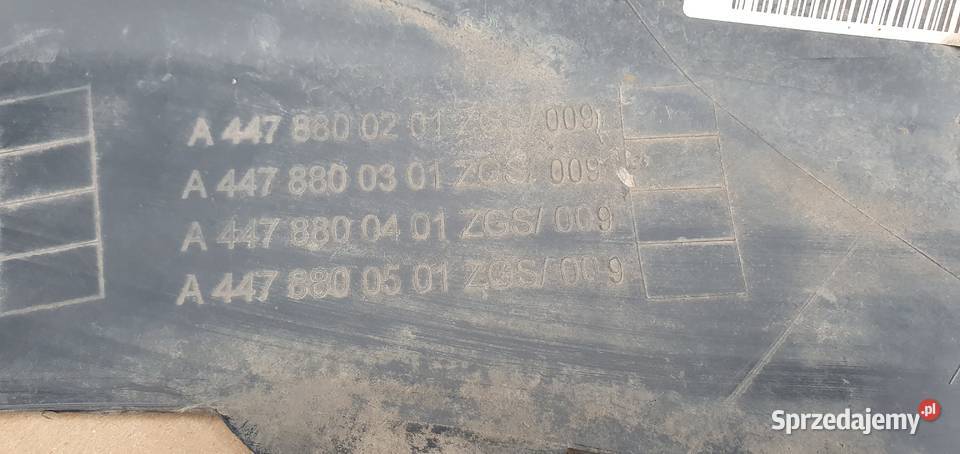 A 447 880 02 01 ZGS/ 009
A 447 880 03 01 ZGS/ 009
A 447 880 04 01 ZGS/ 009
A 447 880 05 01 ZGS/ 009
Sprzedajemy.pl